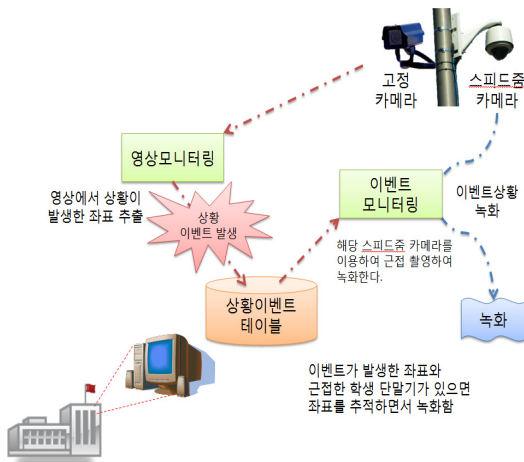 고정
카메라
스피드줌
카메라
영상모니터링
영상에서 상황이
발생한 좌표 추출
상황
이벤트 발생
이벤트
모니터링
이벤트상황
녹화
해당 스피드줌 카메라를
이용하여 근접 촬영하여
녹화한다.
상황이벤트
테이블
녹화
이벤트가 발생한 좌표와
근접한 학생 단말기가 있으면
좌표를 추적하면서 녹화함